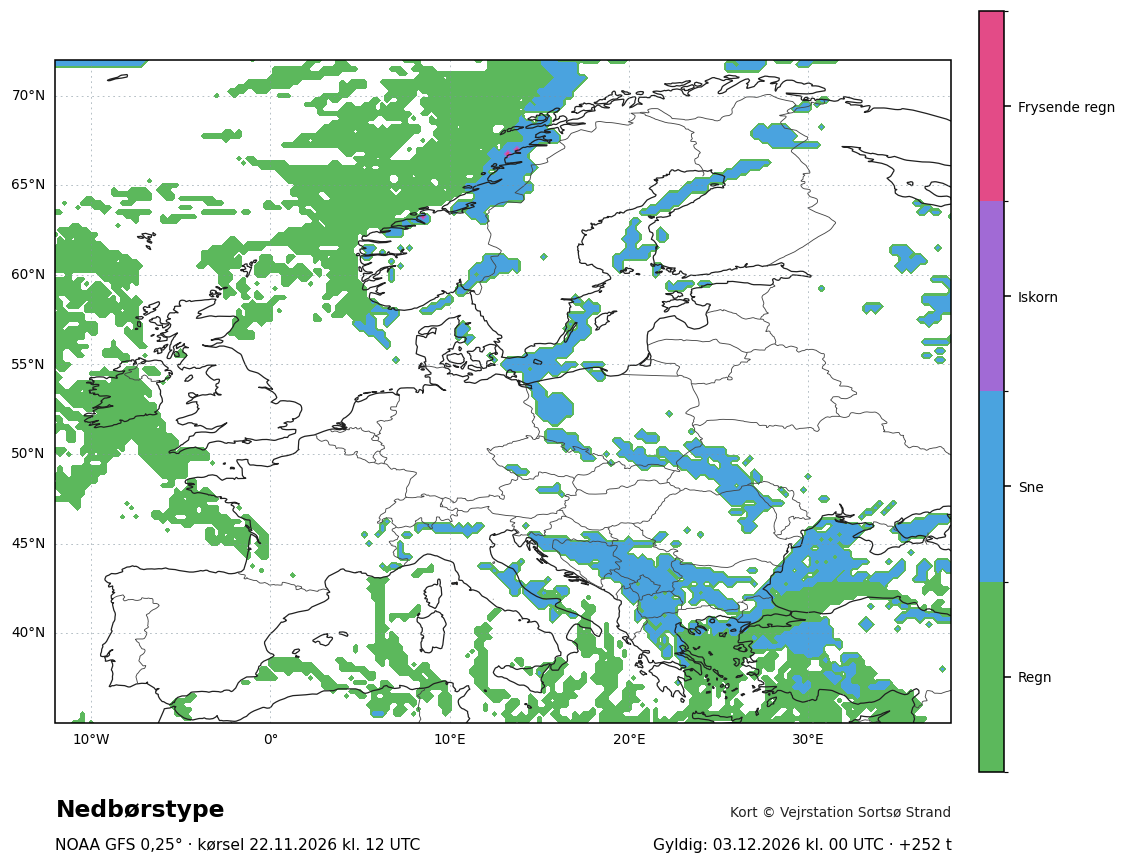 Frysende regn
Iskorn
Sne
Regn
70°N
65°N
60°N
55°N
50°N
45°N
40°N
10°W
0°
10°E
20°E
30°E
Nedbørstype
Kort © Vejrstation Sortsø Strand
NOAA GFS 0,25° · kørsel 22.11.2026 kl. 12 UTC
Gyldig: 03.12.2026 kl. 00 UTC · +252 t